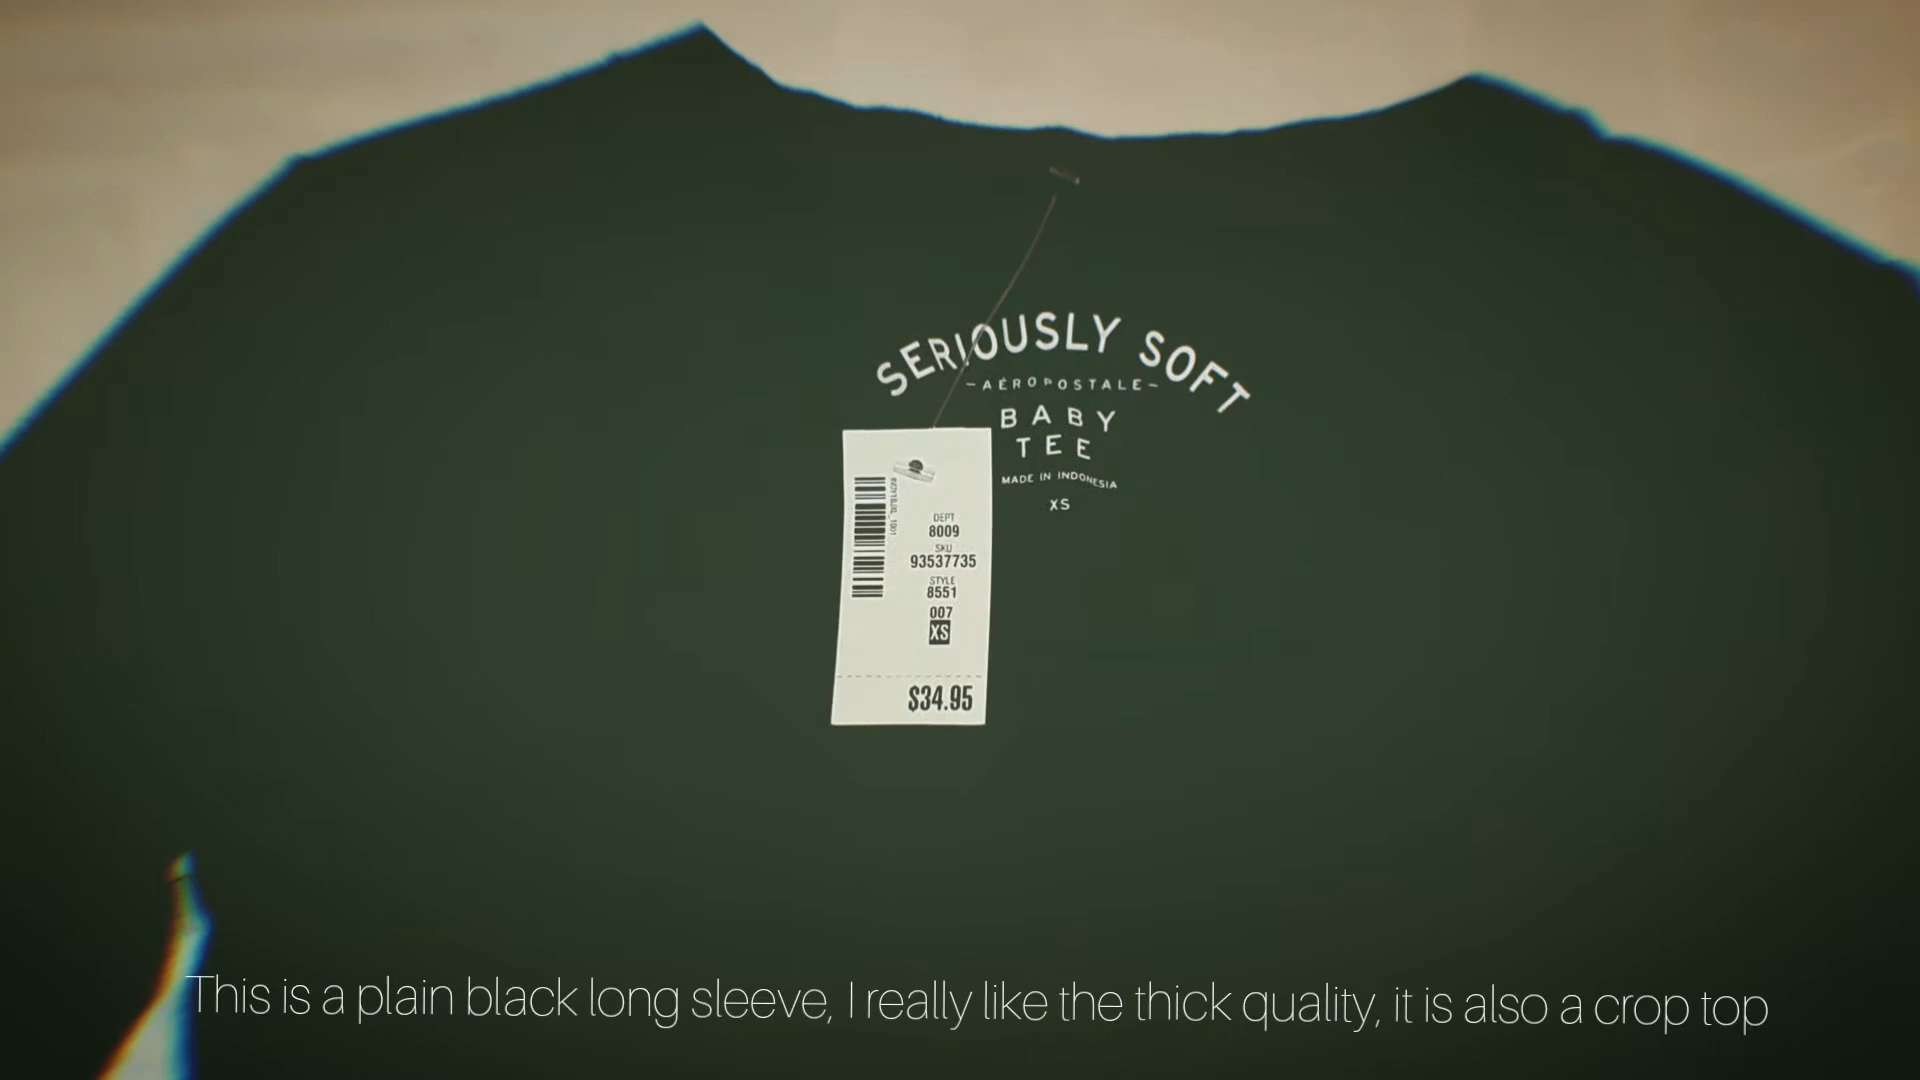 SERIOUSLY SOFT
-AÉROPOSTALE-
BABY
TEE
MADE IN INDONESIA
XS
DEPT
8009
SKU
93537735
STYLE
8551
007
XS
$34.95
This is a plain black long sleeve, I really like the thick quality, it is also a crop top